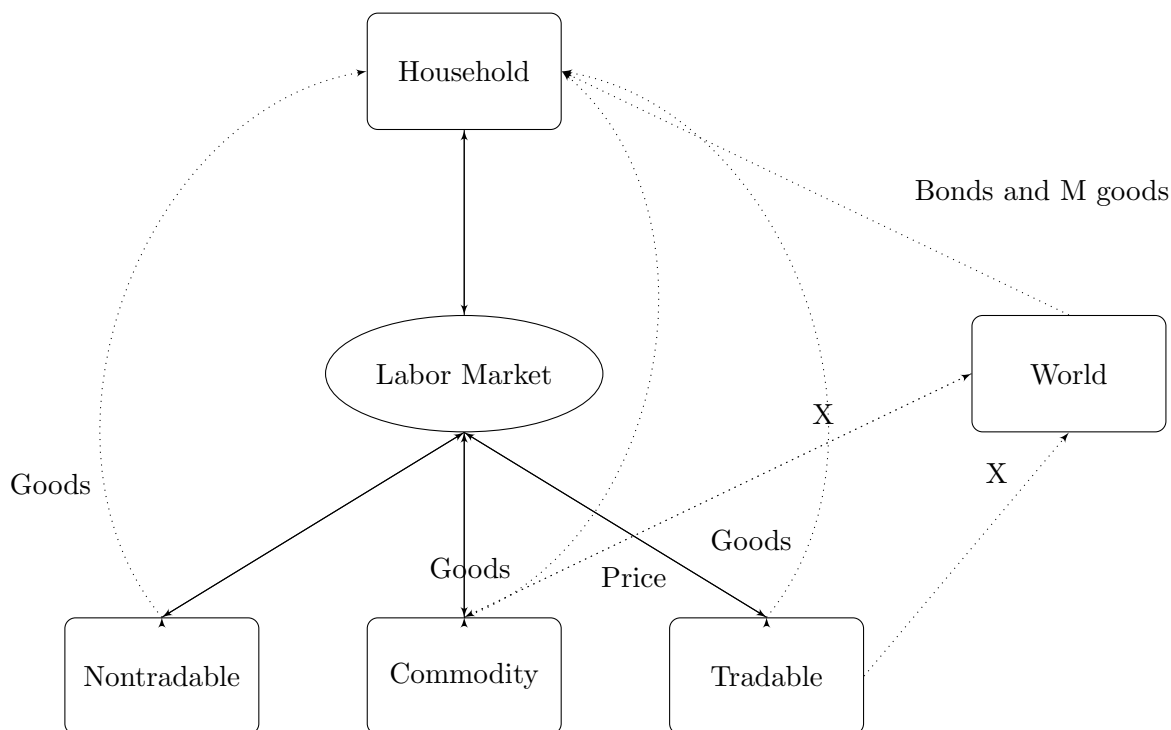 Household
Bonds and M goods
Labor Market
World
X
X
Goods
Goods
Goods
Price
Nontradable
Commodity
Tradable